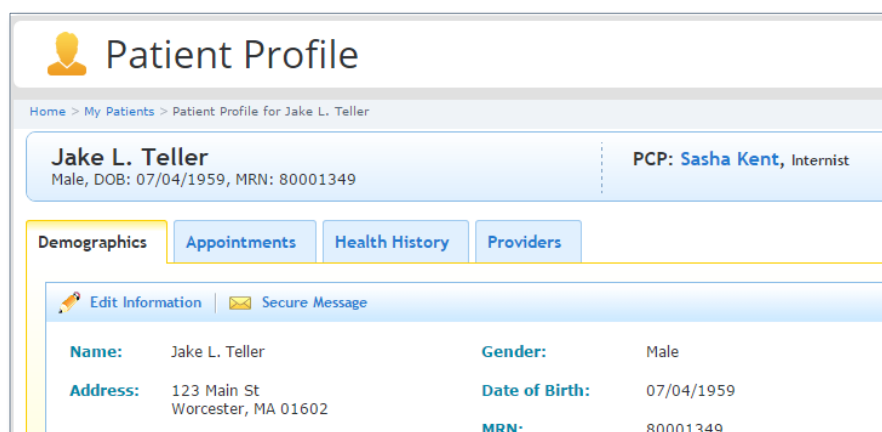 Patient Profile
Home > My Patients > Patient Profile for Jake L. Teller
Jake L. Teller
Male, DOB: 07/04/1959, MRN: 80001349
PCP: Sasha Kent, Internist
Demographics
Appointments
Health History
Providers
Edit Information
Secure Message
Name: Jake L. Teller
Gender: Male
Address: 123 Main St
Worcester, MA 01602
Date of Birth: 07/04/1959
MRN: 80001349